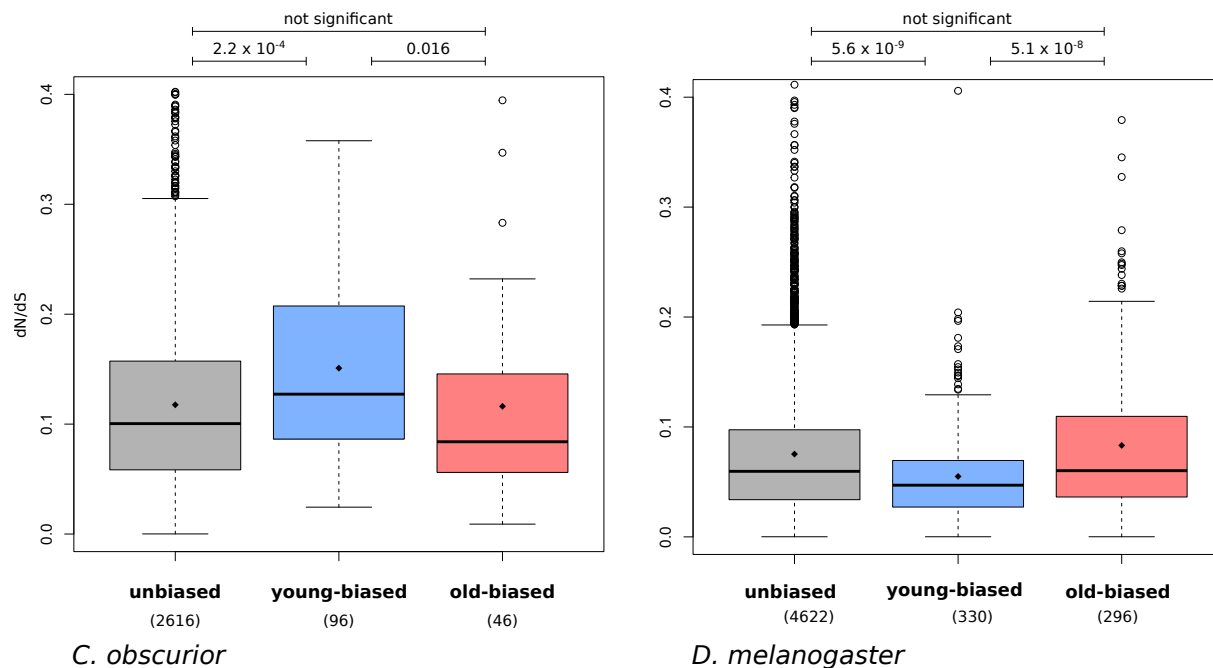 not significant
2.2 x 10-4
0.016
0.4
0.3
0.2
0.1
0.0
dN/dS
unbiased young-biased old-biased
(2616) (96) (46)
C. obscurior
not significant
5.6 x 10-9
5.1 x 10-8
0.4
0.3
0.2
0.1
0.0
unbiased young-biased old-biased
(4622) (330) (296)
D. melanogaster